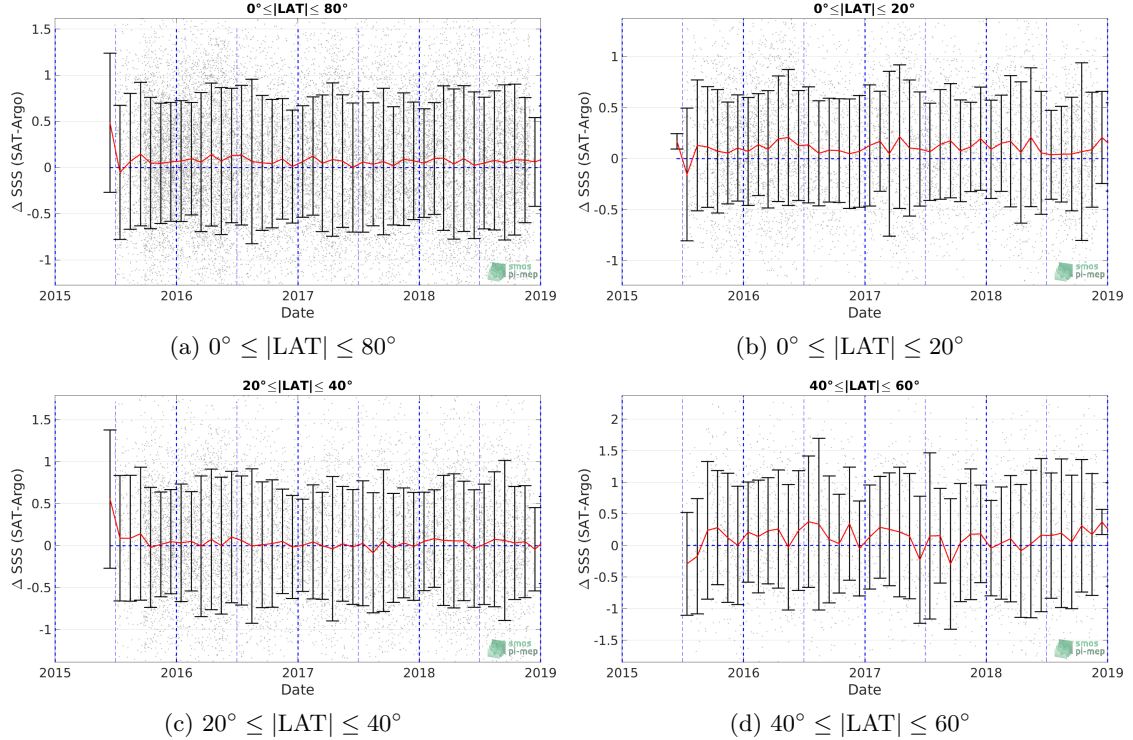 0°≤|LAT|≤ 80°
1.5
1
0.5
0
-0.5
-1
Δ SSS (SAT-Argo)
smos
pi-mep
2015
2016
2017
2018
2019
Date
(a) 0° ≤ |LAT| ≤ 80°
0°≤|LAT|≤ 20°
1
0.5
0
-0.5
-1
Δ SSS (SAT-Argo)
smos
pi-mep
2015
2016
2017
2018
2019
Date
(b) 0° ≤ |LAT| ≤ 20°
20°≤|LAT|≤ 40°
1.5
1
0.5
0
-0.5
-1
Δ SSS (SAT-Argo)
smos
pi-mep
2015
2016
2017
2018
2019
Date
(c) 20° ≤ |LAT| ≤ 40°
40°≤|LAT|≤ 60°
2
1.5
1
0.5
0
-0.5
-1
-1.5
Δ SSS (SAT-Argo)
smos
pi-mep
2015
2016
2017
2018
2019
Date
(d) 40° ≤ |LAT| ≤ 60°